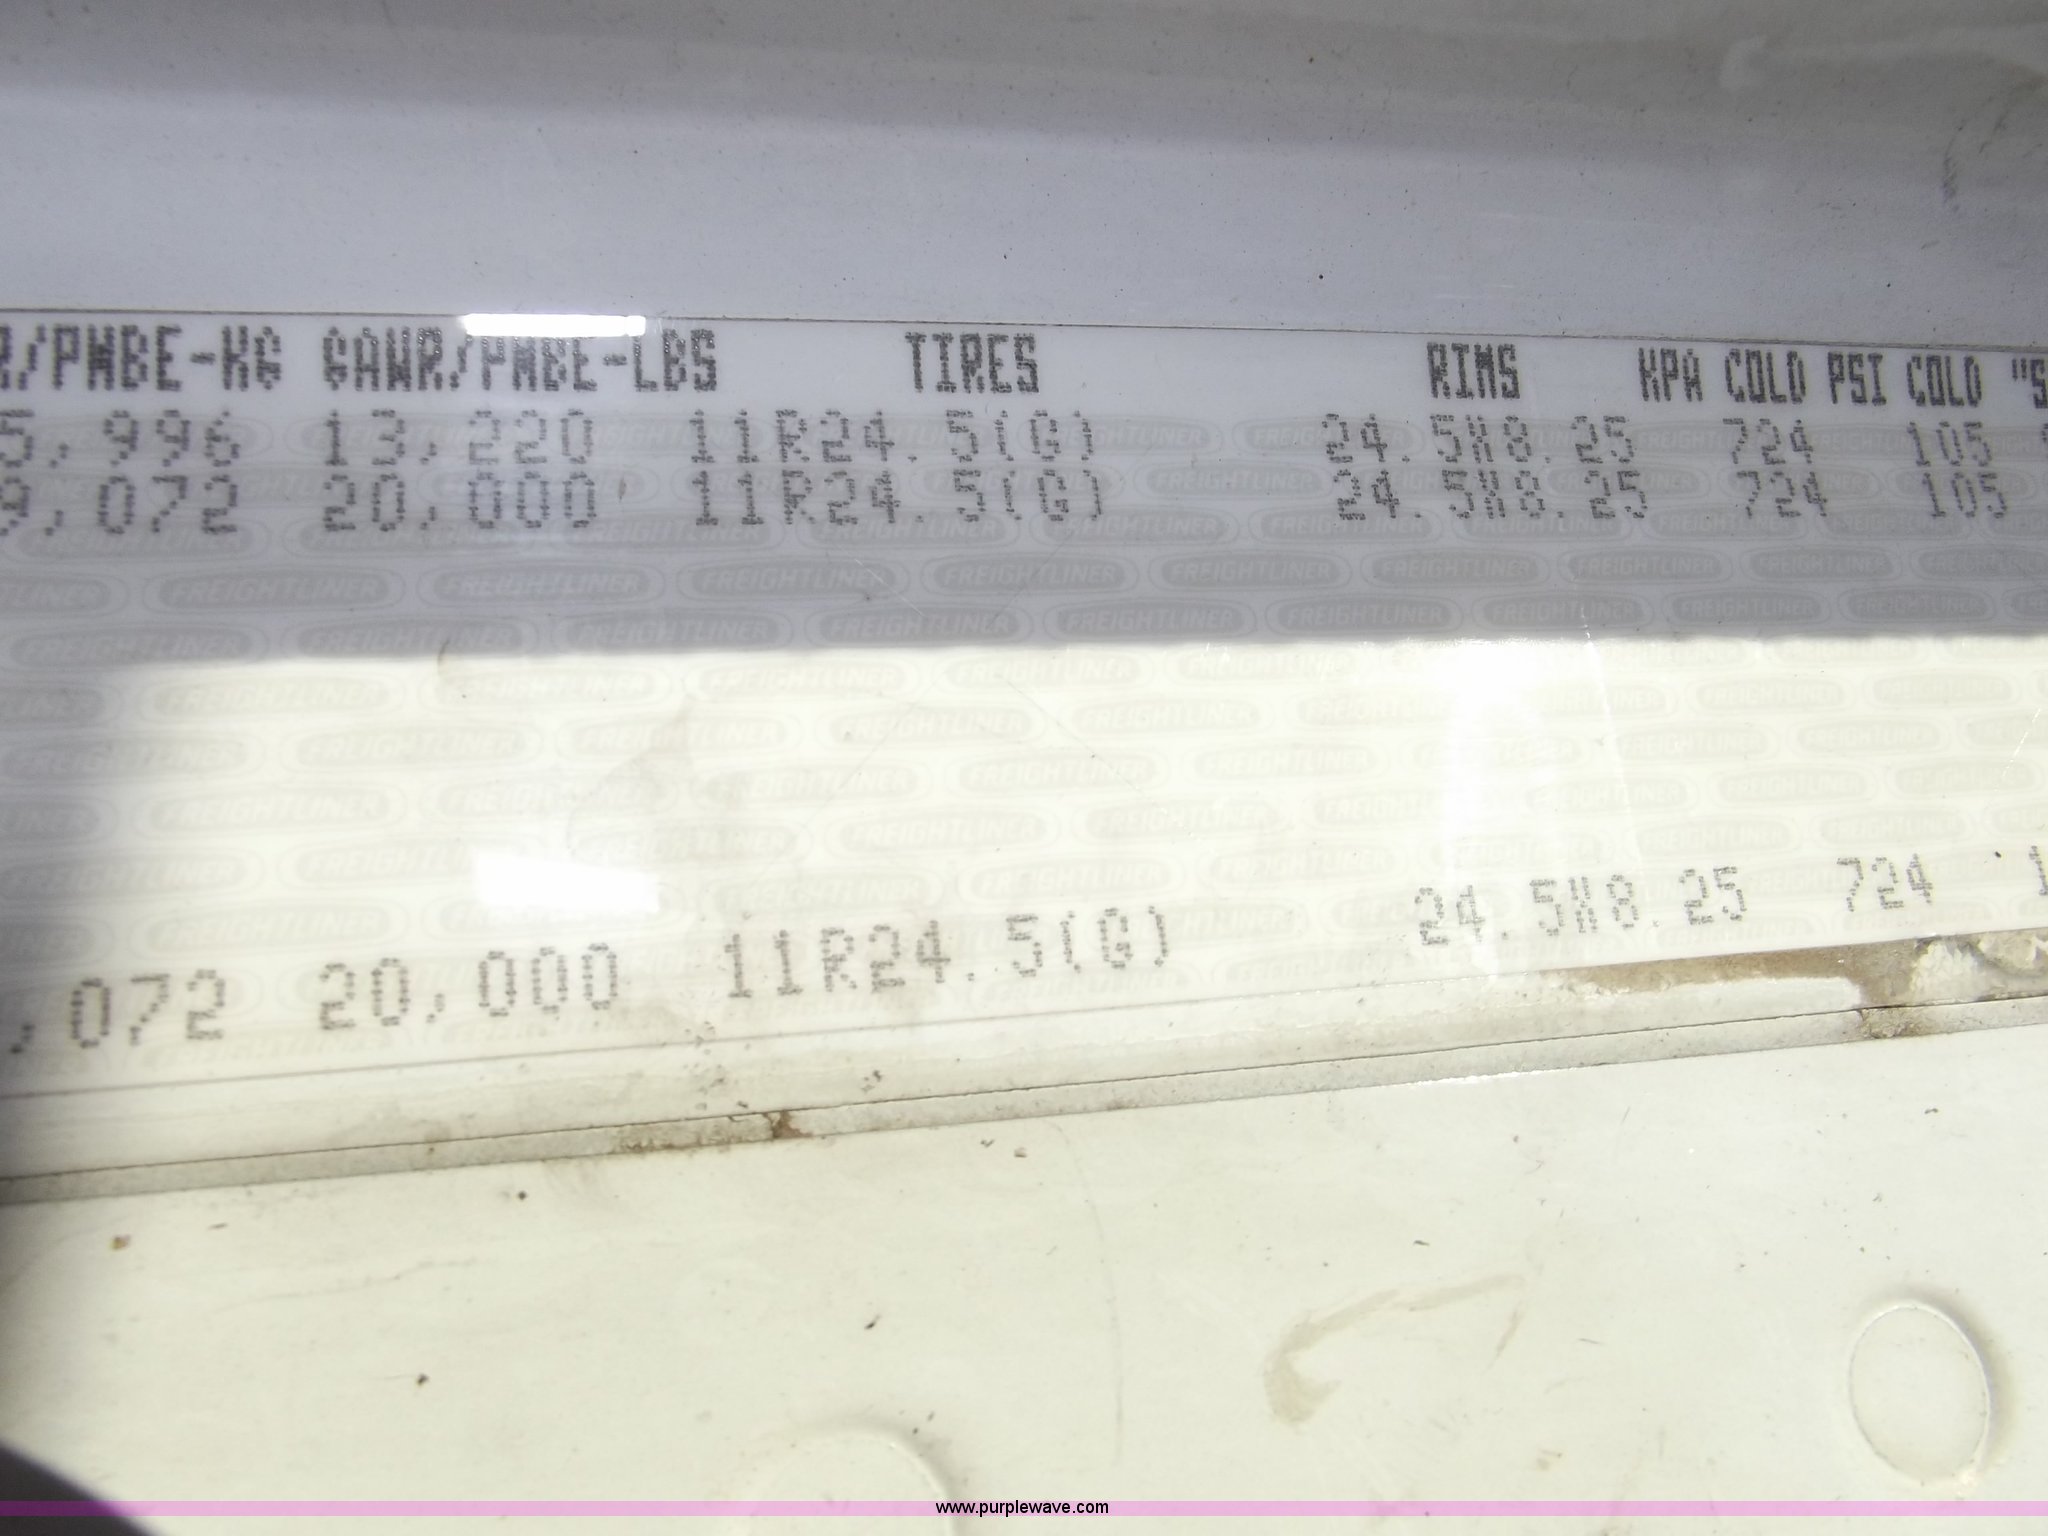 R/PNBE-KG GAWR/PNBE-LBS TIRES RIMS KPA COLD PSI COLD "S
5,996 13,220 11R24.5(G) 24.5X8.25 724 105
9,072 20,000 11R24.5(G) 24.5X8.25 724 105
FREIGHTLINER
,072 20,000 11R24.5(G) 24.5X8.25 724 1
www.purplewave.com